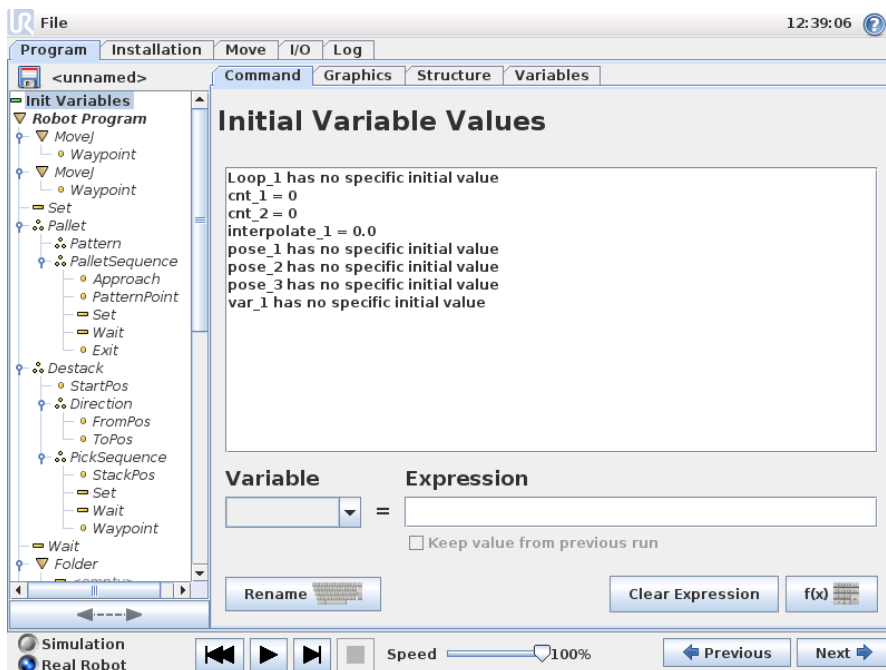 UR File 12:39:06 ?
Program Installation Move I/O Log
<unnamed>
Command Graphics Structure Variables
Init Variables
Robot Program
MoveJ
Waypoint
MoveJ
Waypoint
Set
Pallet
Pattern
PalletSequence
Approach
PatternPoint
Set
Wait
Exit
Destack
StartPos
Direction
FromPos
ToPos
PickSequence
StackPos
Set
Wait
Waypoint
Wait
Folder
<empty>
Initial Variable Values
Loop_1 has no specific initial value
cnt_1 = 0
cnt_2 = 0
interpolate_1 = 0.0
pose_1 has no specific initial value
pose_2 has no specific initial value
pose_3 has no specific initial value
var_1 has no specific initial value
Variable Expression
=
Keep value from previous run
Rename Clear Expression f(x)
Simulation
Real Robot
Speed 100% Previous Next